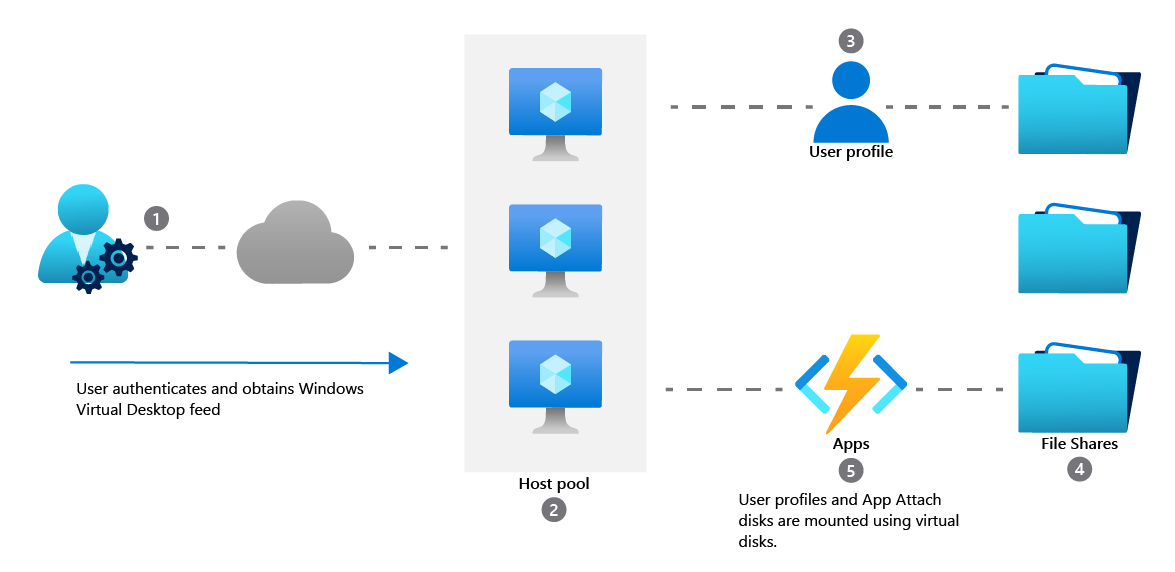 3
User profile
1
User authenticates and obtains Windows
Virtual Desktop feed
Host pool
2
Apps
5
User profiles and App Attach
disks are mounted using virtual
disks.
File Shares
4